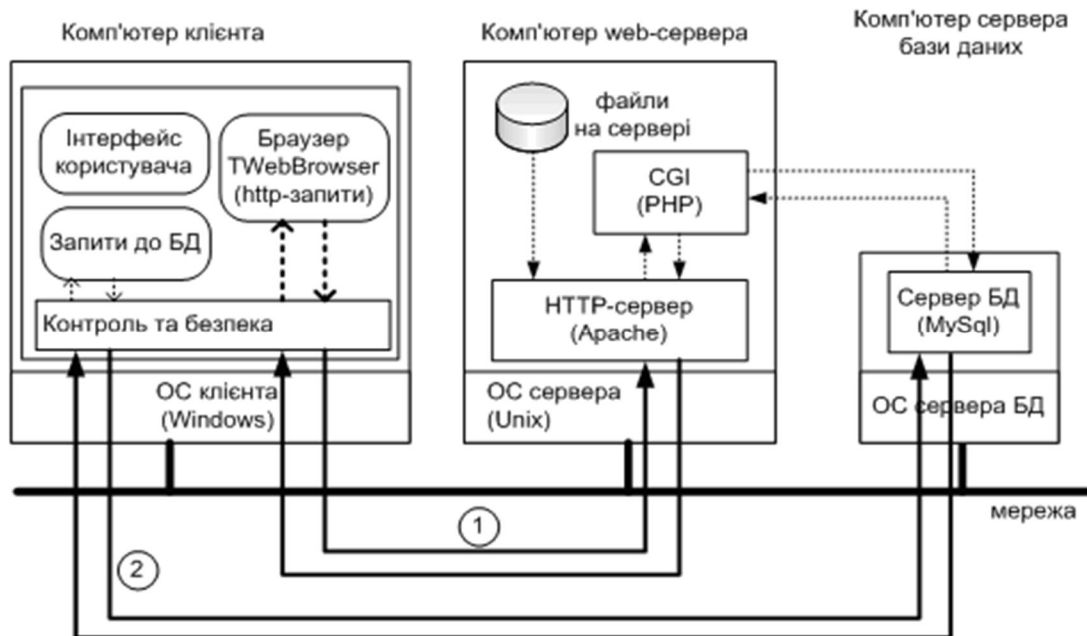 Комп'ютер клієнта
Комп'ютер web-сервера
Комп'ютер сервера
бази даних
Інтерфейс
користувача
Браузер
TWebBrowser
(http-запити)
Запити до БД
Контроль та безпека
ОС клієнта
(Windows)
файли
на сервері
CGI
(PHP)
HTTP-сервер
(Apache)
ОС сервера
(Unix)
Сервер БД
(MySql)
ОС сервера БД
мережа
1
2